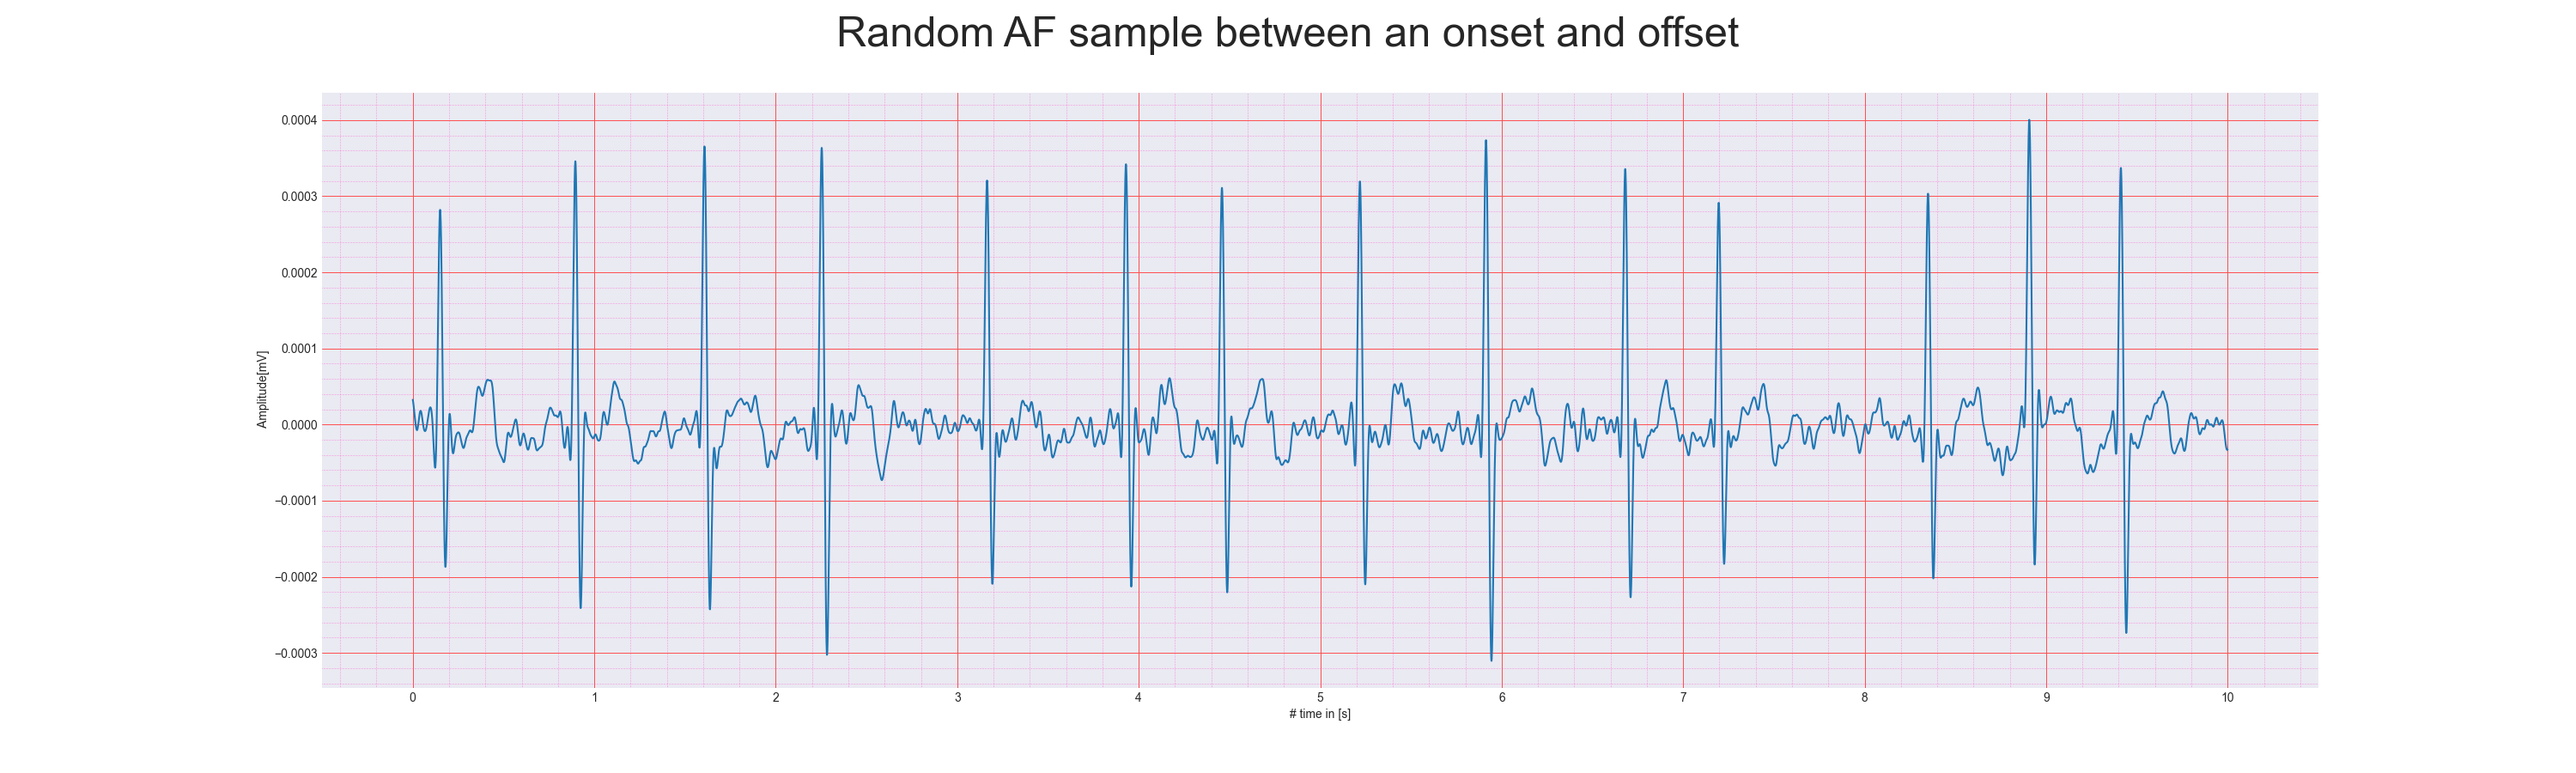 Random AF sample between an onset and offset
0.0004
0.0003
0.0002
0.0001
0.0000
−0.0001
−0.0002
−0.0003
Amplitude[mV]
0 1 2 3 4 5 6 7 8 9 10
# time in [s]